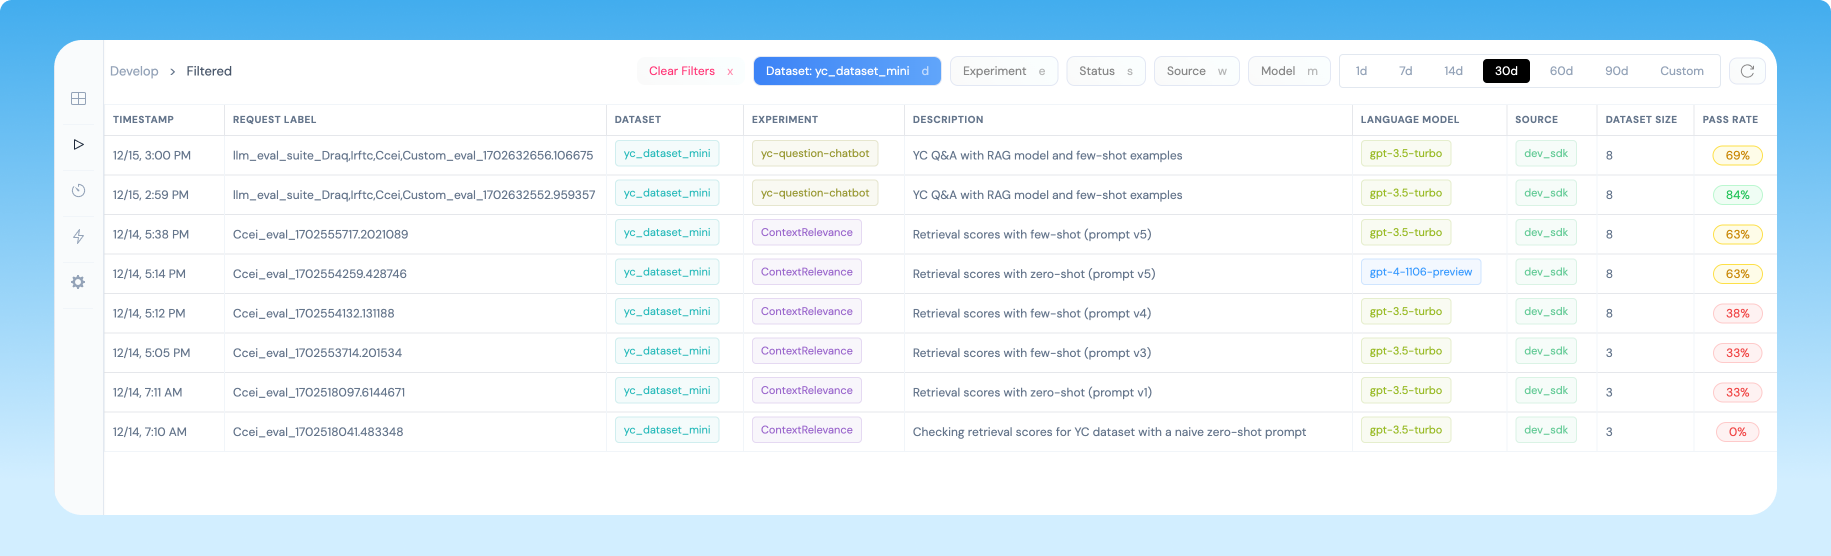 Develop > Filtered Clear Filters x Dataset: yc_dataset_mini d Experiment e Status s Source w Model m 1d 7d 14d 30d 60d 90d Custom
TIMESTAMP REQUEST LABEL DATASET EXPERIMENT DESCRIPTION LANGUAGE MODEL SOURCE DATASET SIZE PASS RATE
12/15, 3:00 PM llm_eval_suite_Draq,Irftc,Ccei,Custom_eval_1702632656.106675 yc_dataset_mini yc-question-chatbot YC Q&A with RAG model and few-shot examples gpt-3.5-turbo dev_sdk 8 69%
12/15, 2:59 PM llm_eval_suite_Draq,Irftc,Ccei,Custom_eval_1702632552.959357 yc_dataset_mini yc-question-chatbot YC Q&A with RAG model and few-shot examples gpt-3.5-turbo dev_sdk 8 84%
12/14, 5:38 PM Ccei_eval_1702555717.2021089 yc_dataset_mini ContextRelevance Retrieval scores with few-shot (prompt v5) gpt-3.5-turbo dev_sdk 8 63%
12/14, 5:14 PM Ccei_eval_1702554259.428746 yc_dataset_mini ContextRelevance Retrieval scores with zero-shot (prompt v5) gpt-4-1106-preview dev_sdk 8 63%
12/14, 5:12 PM Ccei_eval_1702554132.131188 yc_dataset_mini ContextRelevance Retrieval scores with few-shot (prompt v4) gpt-3.5-turbo dev_sdk 8 38%
12/14, 5:05 PM Ccei_eval_1702553714.201534 yc_dataset_mini ContextRelevance Retrieval scores with few-shot (prompt v3) gpt-3.5-turbo dev_sdk 3 33%
12/14, 7:11 AM Ccei_eval_1702518097.6144671 yc_dataset_mini ContextRelevance Retrieval scores with zero-shot (prompt v1) gpt-3.5-turbo dev_sdk 3 33%
12/14, 7:10 AM Ccei_eval_1702518041.483348 yc_dataset_mini ContextRelevance Checking retrieval scores for YC dataset with a naive zero-shot prompt gpt-3.5-turbo dev_sdk 3 0%